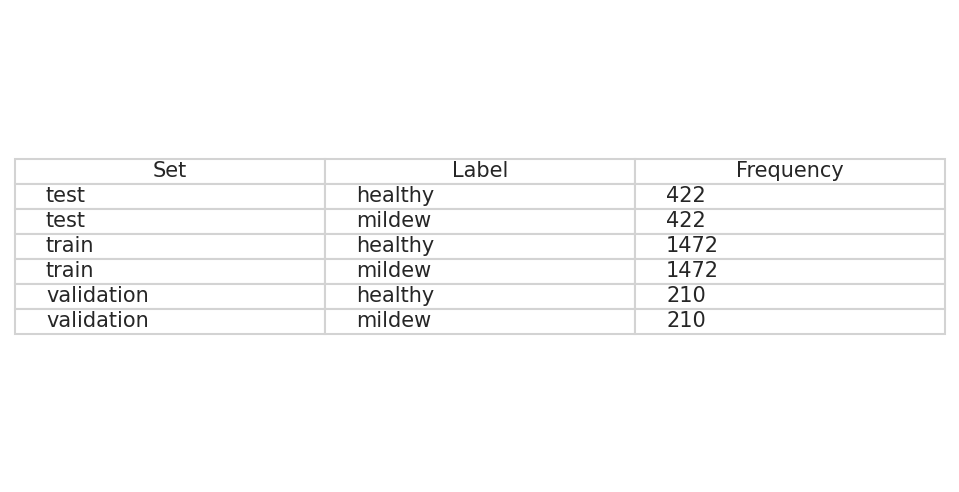 Set Label Frequency
test healthy 422
test mildew 422
train healthy 1472
train mildew 1472
validation healthy 210
validation mildew 210